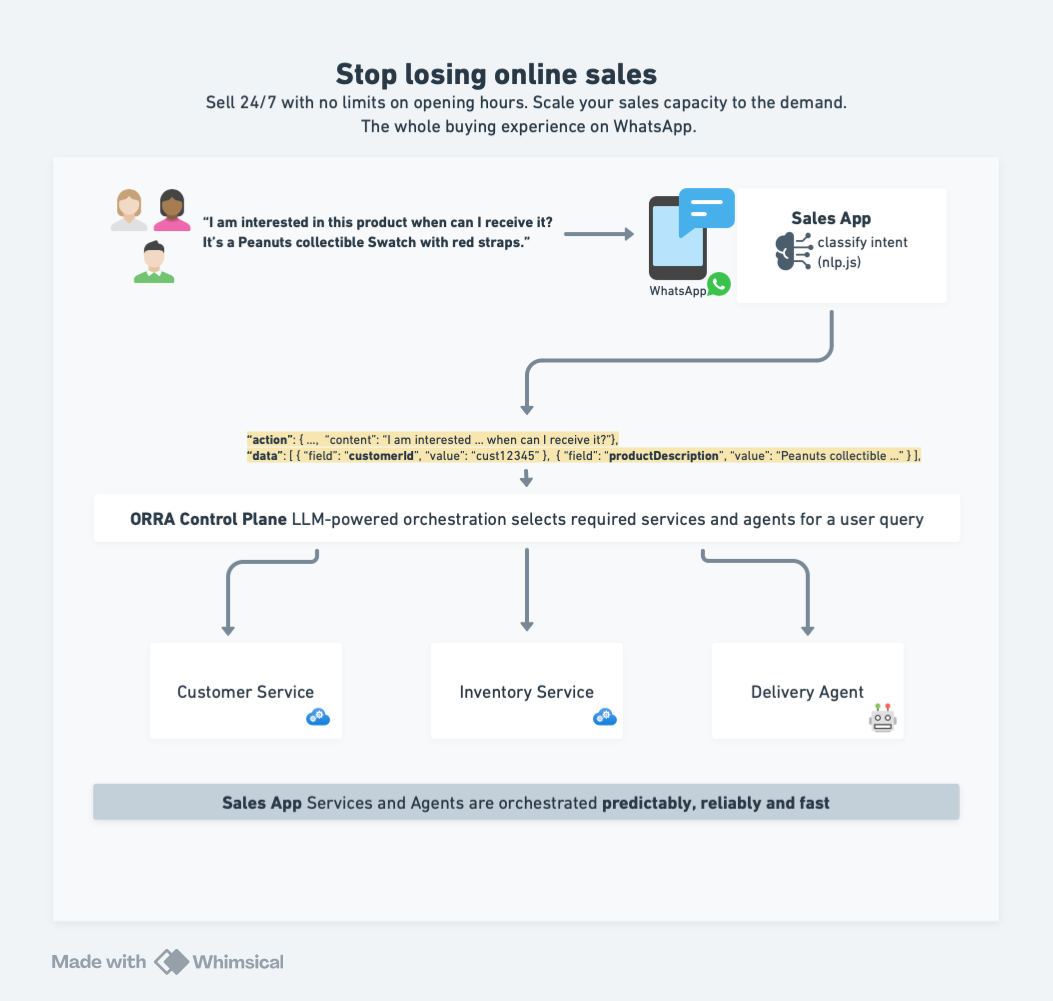 Stop losing online sales
Sell 24/7 with no limits on opening hours. Scale your sales capacity to the demand.
The whole buying experience on WhatsApp.
“I am interested in this product when can I receive it?
It’s a Peanuts collectible Swatch with red straps.”
WhatsApp
Sales App
classify intent
(nlp.js)
“action”: { ..., “content”: “I am interested ... when can I receive it?”},
“data”: [ { “field”: “customerId”, “value”: “cust12345” }, { “field”: “productDescription”, “value”: “Peanuts collectible ...” } ],
ORRA Control Plane LLM-powered orchestration selects required services and agents for a user query
Customer Service
Inventory Service
Delivery Agent
Sales App Services and Agents are orchestrated predictably, reliably and fast
Made with Whimsical